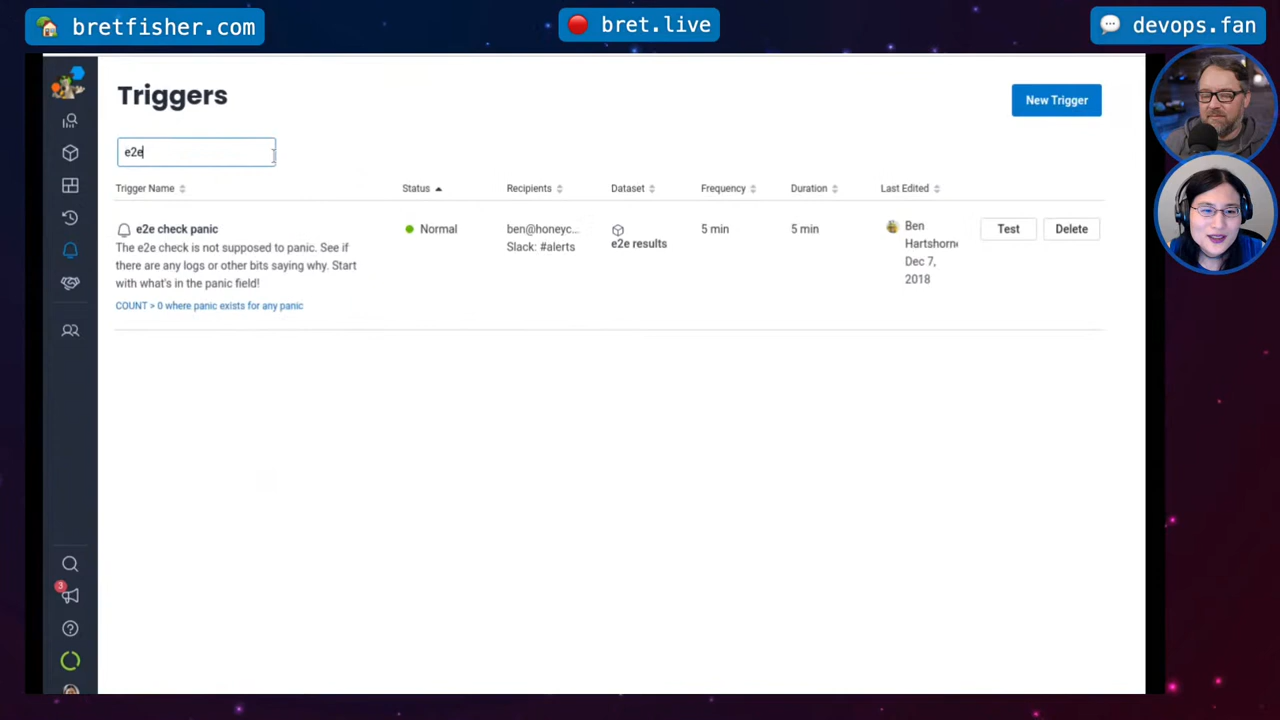 bretfisher.com
bret.live
devops.fan
Triggers
New Trigger
e2e
Trigger Name
Status
Recipients
Dataset
Frequency
Duration
Last Edited
e2e check panic
The e2e check is not supposed to panic. See if
there are any logs or other bits saying why. Start
with what's in the panic field!
COUNT > 0 where panic exists for any panic
Normal
ben@honeyc...
Slack: #alerts
e2e results
5 min
5 min
Ben
Hartshorne
Dec 7,
2018
Test
Delete
3